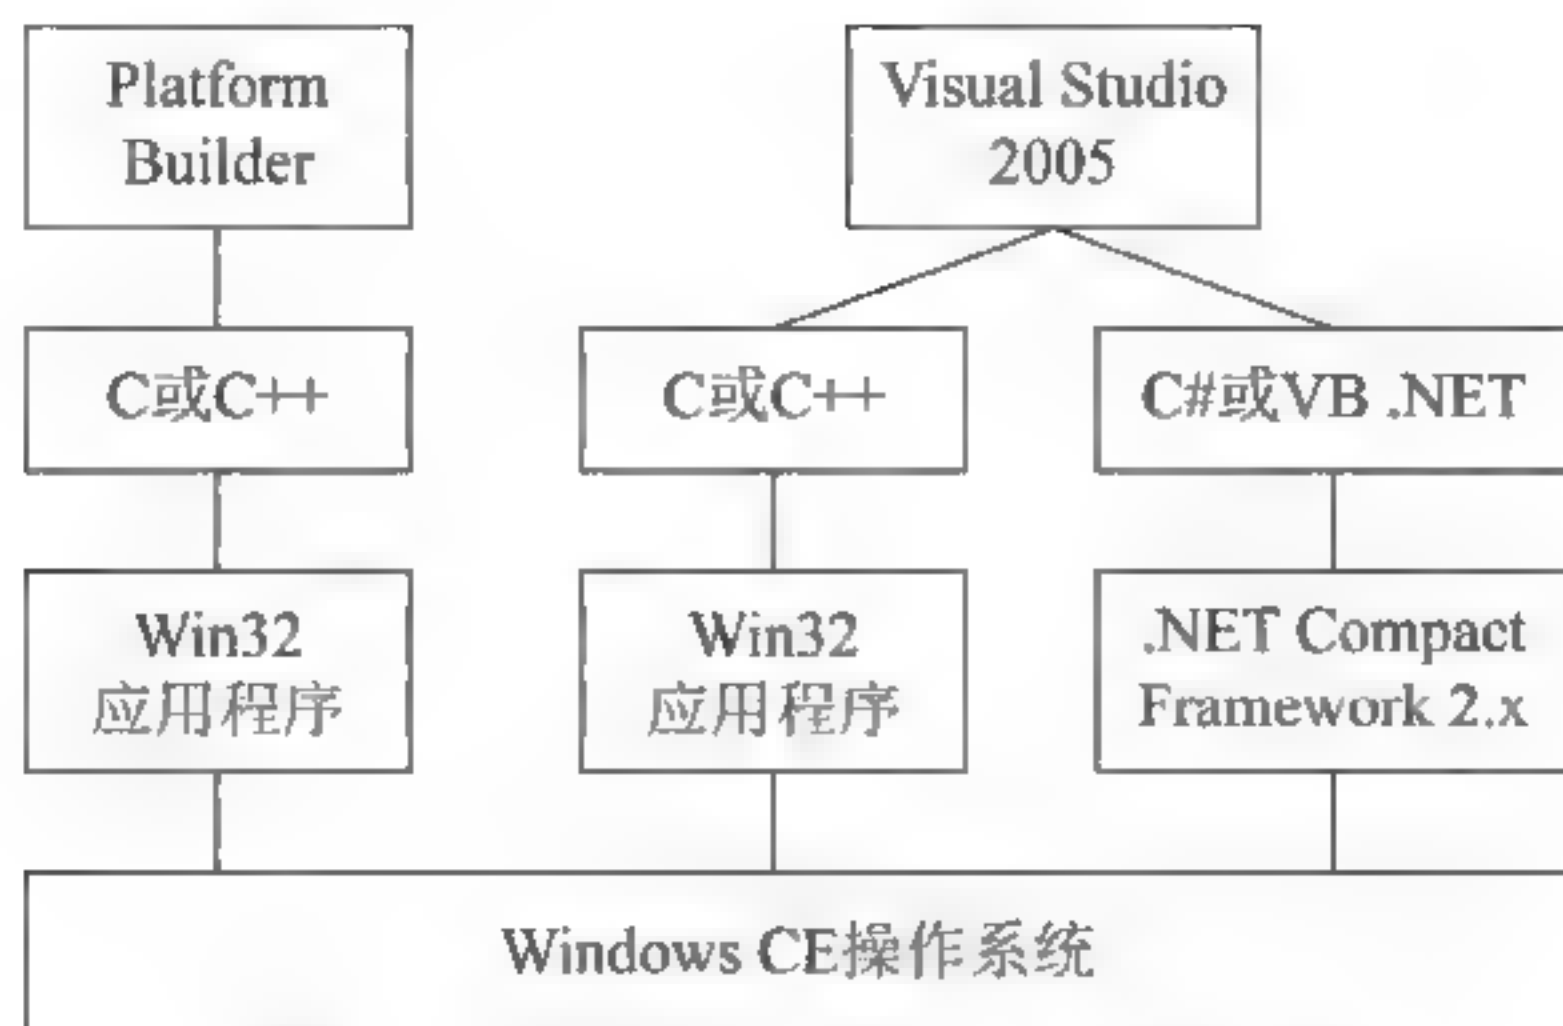 Platform
Builder
Visual Studio
2005
C或C++
C或C++
C#或VB .NET
Win32
应用程序
Win32
应用程序
.NET Compact
Framework 2.x
Windows CE操作系统